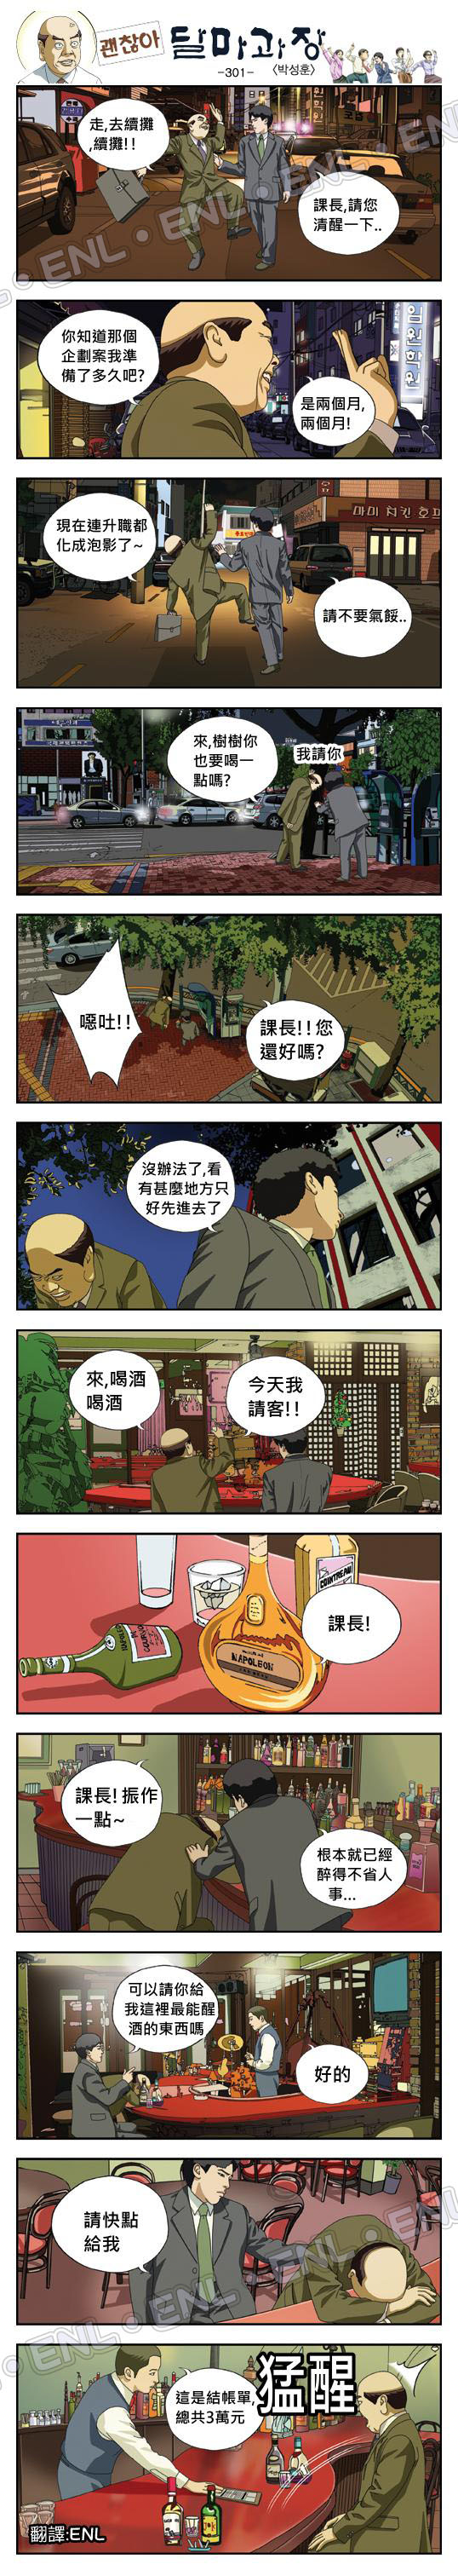 괜찮아
달마과장
-301-
〈박성훈〉
走,去續攤
,續攤!!
課長,請您
清醒一下..
你知道那個
企劃案我準
備了多久吧?
是兩個月,
兩個月!
現在連升職都
化成泡影了~
請不要氣餒..
來,樹樹你
也要喝一
點嗎?
我請你
噁吐!!
課長!!您
還好嗎?
沒辦法了,看
有甚麼地方只
好先進去了
來,喝酒
喝酒
今天我
請客!!
COINTREAU
NAPOLEON
課長!
課長!振作
一點~
根本就已經
醉得不省人
事...
可以請你給
我這裡最能醒
酒的東西嗎
好的
請快點
給我
這是結帳單,
總共3萬元
猛醒
翻譯:ENL